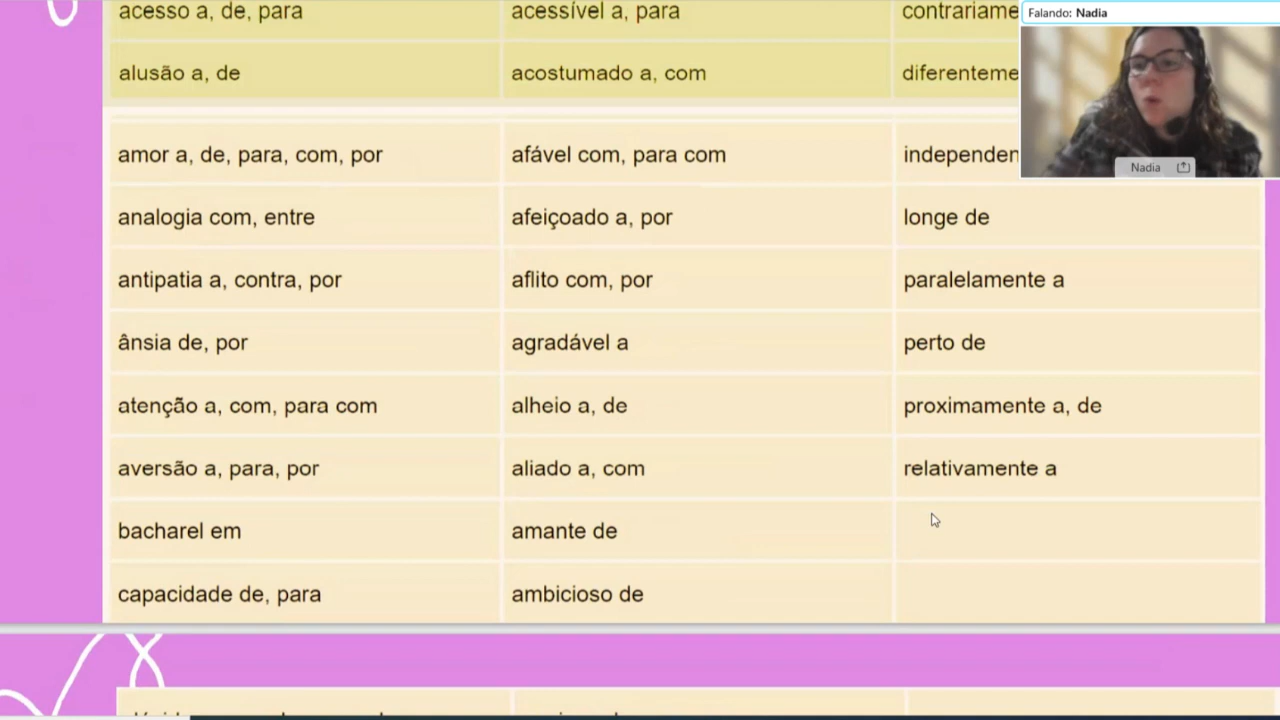 acesso a, de, para
acessível a, para
Falando: Nadia
alusão a, de
acostumado a, com
Nadia
amor a, de, para, com, por
afável com, para com
analogia com, entre
afeiçoado a, por
longe de
antipatia a, contra, por
aflito com, por
paralelamente a
ânsia de, por
agradável a
perto de
atenção a, com, para com
alheio a, de
proximamente a, de
aversão a, para, por
aliado a, com
relativamente a
bacharel em
amante de
capacidade de, para
ambicioso de